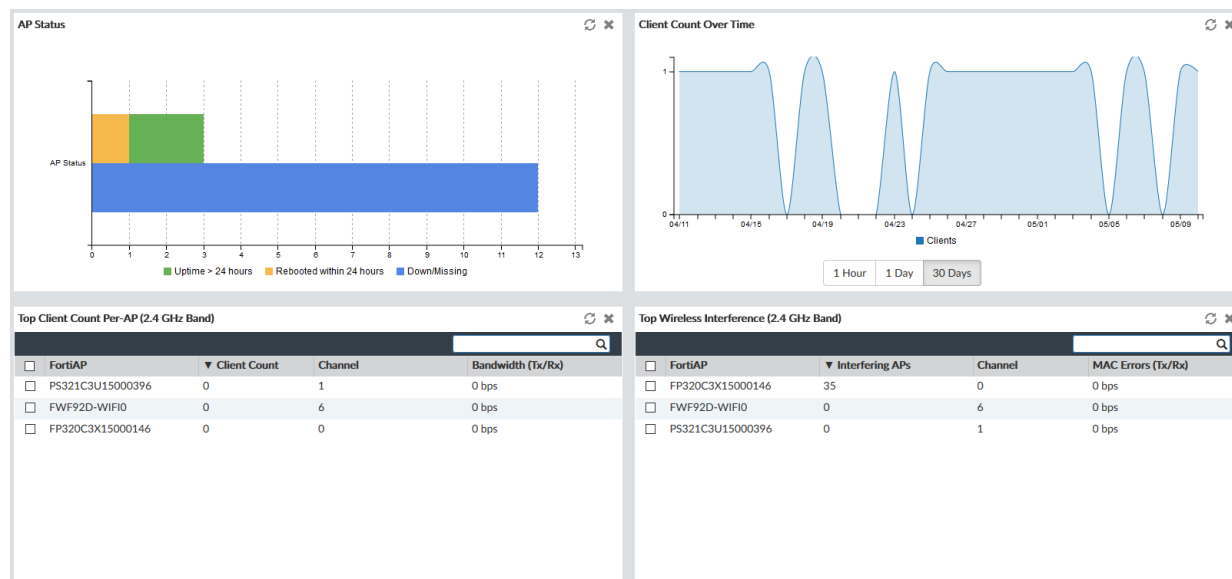 AP Status
AP Status
0 1 2 3 4 5 6 7 8 9 10 11 12 13
Uptime > 24 hours Rebooted within 24 hours Down/Missing
Client Count Over Time
1
0
04/11 04/15 04/19 04/23 04/27 05/01 05/05 05/09
Clients
1 Hour 1 Day 30 Days
Top Client Count Per-AP (2.4 GHz Band)
FortiAP ▼ Client Count Channel Bandwidth (Tx/Rx)
PS321C3U15000396 0 1 0 bps
FWF92D-WIFI0 0 6 0 bps
FP320C3X15000146 0 0 0 bps
Top Wireless Interference (2.4 GHz Band)
FortiAP ▼ Interfering APs Channel MAC Errors (Tx/Rx)
FP320C3X15000146 35 0 0 bps
FWF92D-WIFI0 0 6 0 bps
PS321C3U15000396 0 1 0 bps